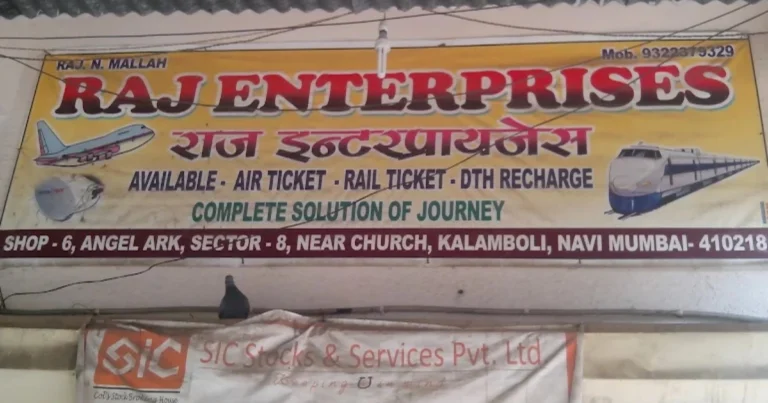 RAJ. N. MALLAH
Mob. 9322379329
RAJ ENTERPRISES
राज इन्टरप्रायजेस
AVAILABLE - AIR TICKET - RAIL TICKET - DTH RECHARGE
COMPLETE SOLUTION OF JOURNEY
SHOP - 6, ANGEL ARK, SECTOR - 8, NEAR CHURCH, KALAMBOLI, NAVI MUMBAI- 410218
SIC
SIC Stocks & Services Pvt. Ltd